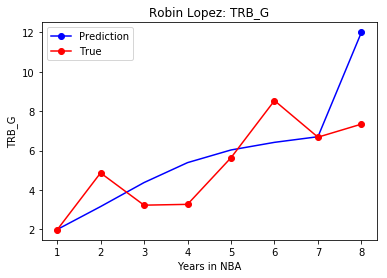 Robin Lopez: TRB_G
Prediction
True
TRB_G
12
10
8
6
4
2
1 2 3 4 5 6 7 8
Years in NBA